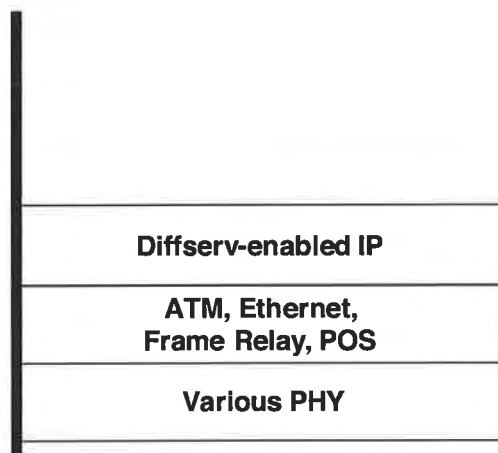 Diffserv-enabled IP
ATM, Ethernet,
Frame Relay, POS
Various PHY